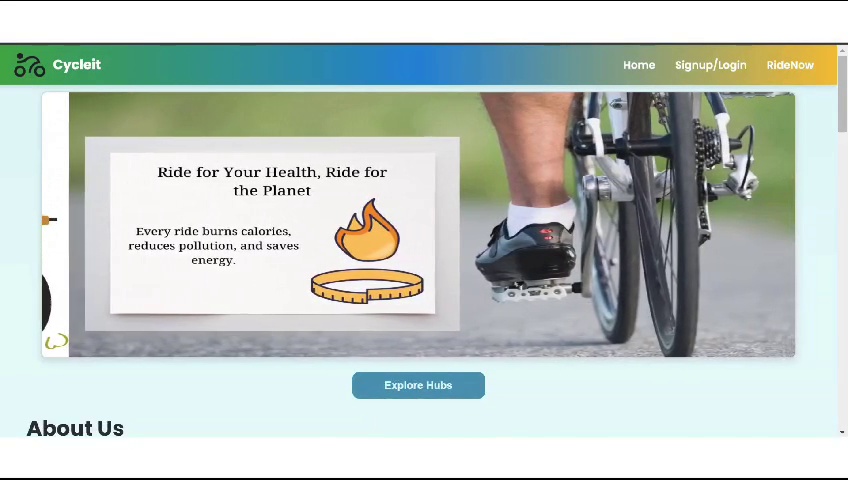 Cycleit
Home Signup/Login RideNow
Ride for Your Health, Ride for
the Planet
Every ride burns calories,
reduces pollution, and saves
energy.
Explore Hubs
About Us